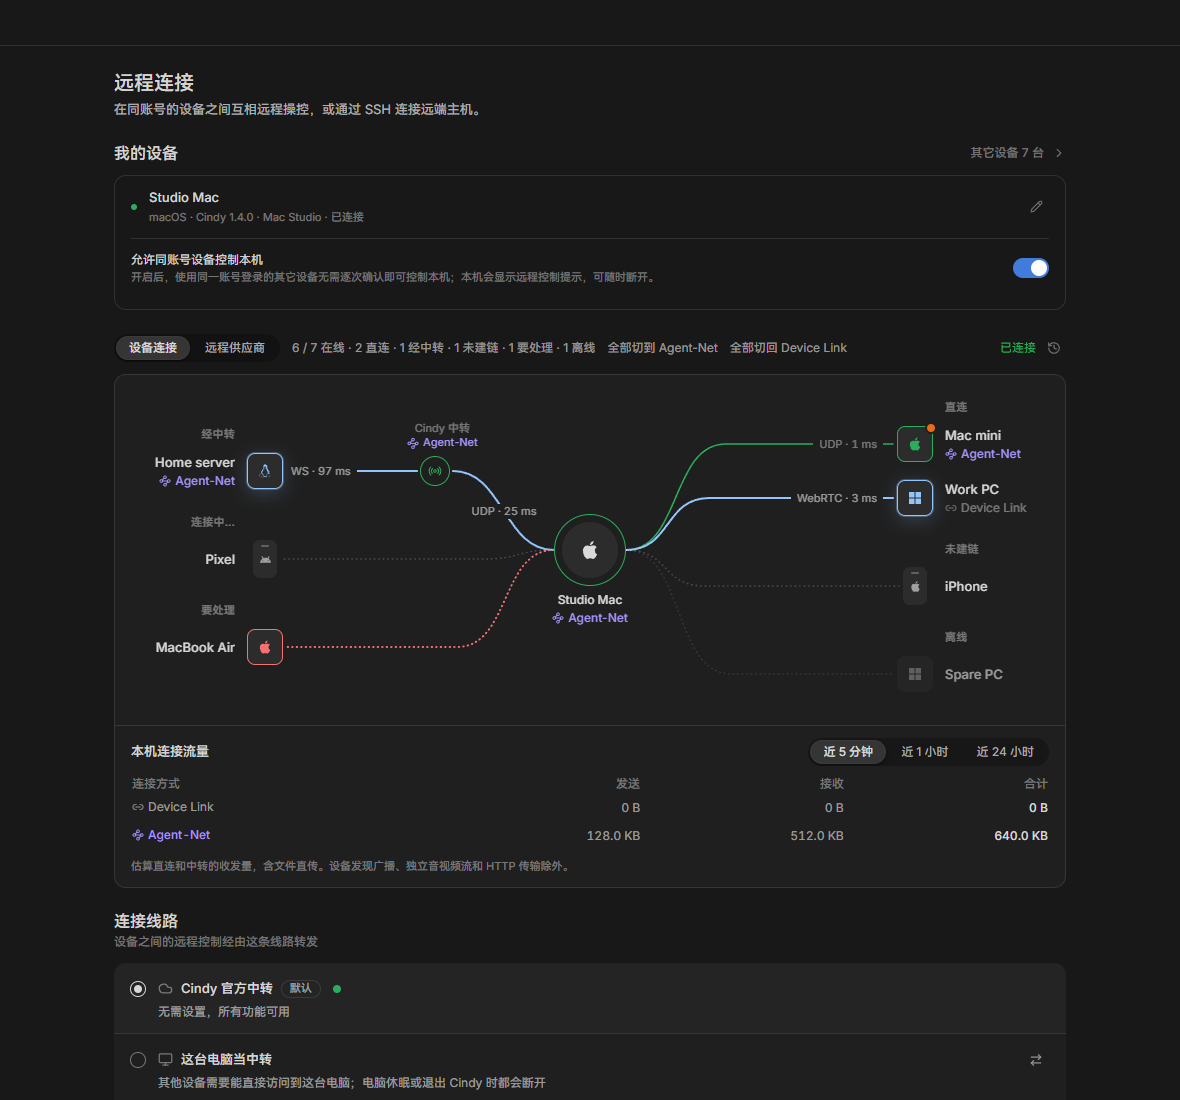 远程连接
在同账号的设备之间互相远程操控，或通过 SSH 连接远端主机。
我的设备
其它设备 7 台
Studio Mac
macOS · Cindy 1.4.0 · Mac Studio · 已连接
允许同账号设备控制本机
开启后，使用同一账号登录的其它设备无需逐次确认即可控制本机；本机会显示远程控制提示，可随时断开。
设备连接 远程供应商 6 / 7 在线 · 2 直连 · 1 经中转 · 1 未建链 · 1 要处理 · 1 离线 全部切到 Agent-Net 全部切回 Device Link 已连接
经中转
Home server
Agent-Net
WS · 97 ms
Cindy 中转
Agent-Net
UDP · 25 ms
连接中...
Pixel
要处理
MacBook Air
Studio Mac
Agent-Net
直连
UDP · 1 ms
Mac mini
Agent-Net
WebRTC · 3 ms
Work PC
Device Link
未建链
iPhone
离线
Spare PC
本机连接流量
近 5 分钟 近 1 小时 近 24 小时
连接方式 发送 接收 合计
Device Link 0 B 0 B 0 B
Agent-Net 128.0 KB 512.0 KB 640.0 KB
估算直连和中转的收发量，含文件直传。设备发现广播、独立音视频流和 HTTP 传输除外。
连接线路
设备之间的远程控制经由这条线路转发
Cindy 官方中转 默认
无需设置，所有功能可用
这台电脑当中转
其他设备需要能直接访问到这台电脑；电脑休眠或退出 Cindy 时都会断开